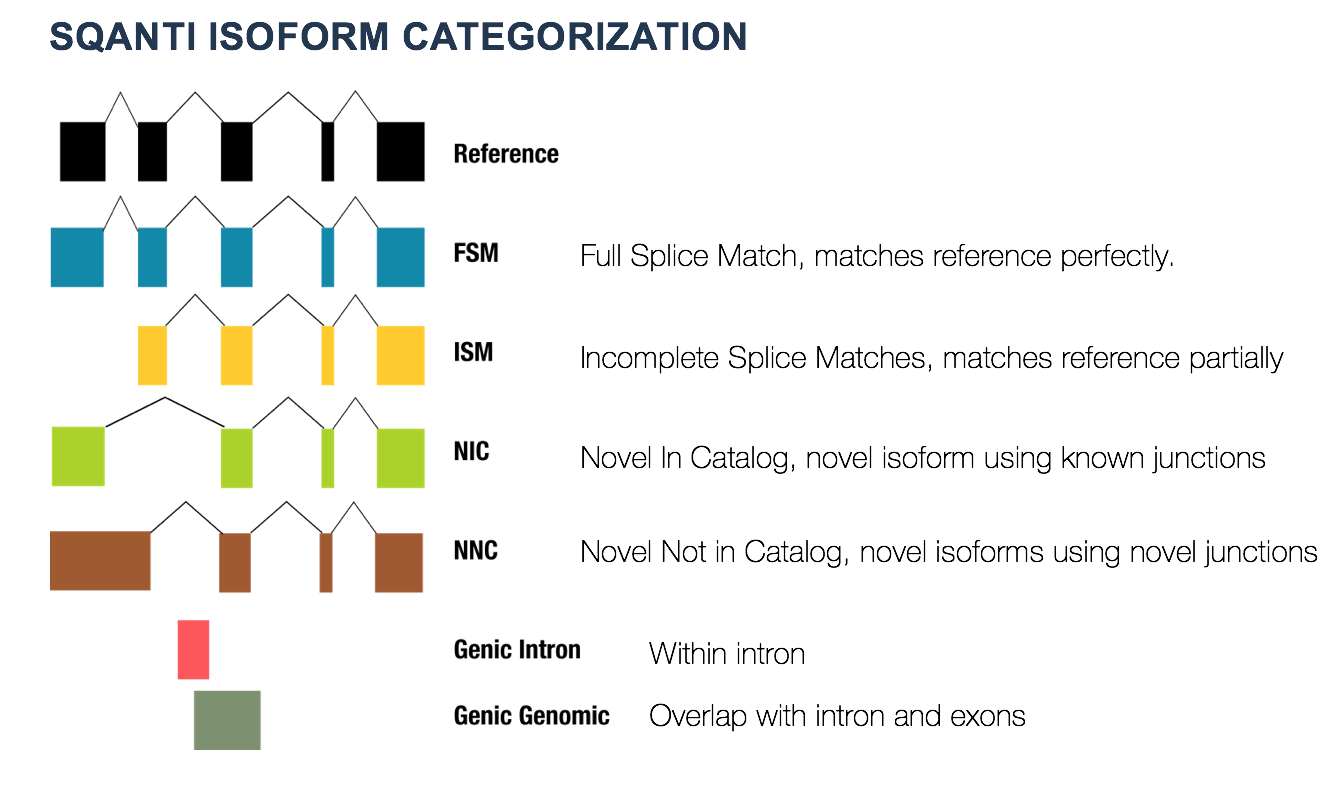 SQANTI ISOFORM CATEGORIZATION
Reference
FSM Full Splice Match, matches reference perfectly.
ISM Incomplete Splice Matches, matches reference partially
NIC Novel In Catalog, novel isoform using known junctions
NNC Novel Not in Catalog, novel isoforms using novel junctions
Genic Intron Within intron
Genic Genomic Overlap with intron and exons